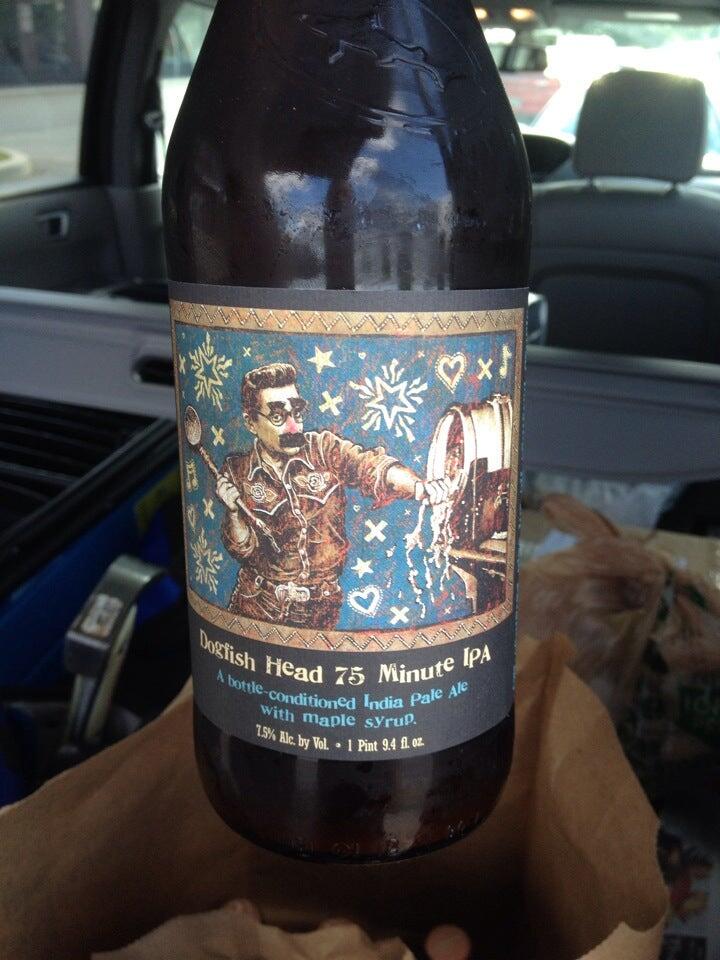 Dogfish Head 75 Minute IPA
A bottle-conditioned India Pale Ale
with maple syrup.
7.5% Alc. by Vol. • 1 Pint 9.4 fl. oz.